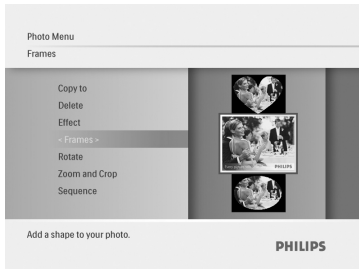 Photo Menu
Frames
Copy to
Delete
Effect
< Frames >
Rotate
Zoom and Crop
Sequence
PHILIPS
Add a shape to your photo.
PHILIPS